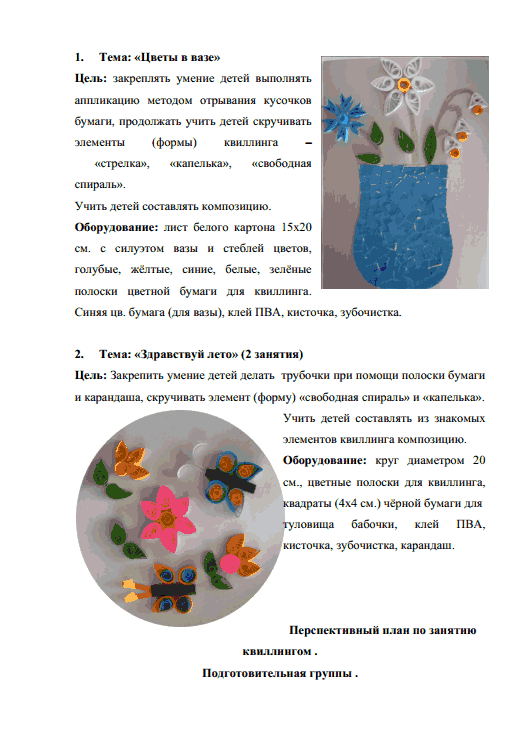 1. Тема: «Цветы в вазе»
Цель: закреплять умение детей выполнять
аппликацию методом отрывания кусочков
бумаги, продолжать учить детей скручивать
элементы (формы) квиллинга –
«стрелка», «капелька», «свободная
спираль».
Учить детей составлять композицию.
Оборудование: лист белого картона 15х20
см. с силуэтом вазы и стеблей цветов,
голубые, жёлтые, синие, белые, зелёные
полоски цветной бумаги для квиллинга.
Синяя цв. бумага (для вазы), клей ПВА, кисточка, зубочистка.
2. Тема: «Здравствуй лето» (2 занятия)
Цель: Закрепить умение детей делать трубочки при помощи полоски бумаги
и карандаша, скручивать элемент (форму) «свободная спираль» и «капелька».
Учить детей составлять из знакомых
элементов квиллинга композицию.
Оборудование: круг диаметром 20
см., цветные полоски для квиллинга,
квадраты (4х4 см.) чёрной бумаги для
туловища бабочки, клей ПВА,
кисточка, зубочистка, карандаш.
Перспективный план по занятию
квиллингом .
Подготовительная группы .